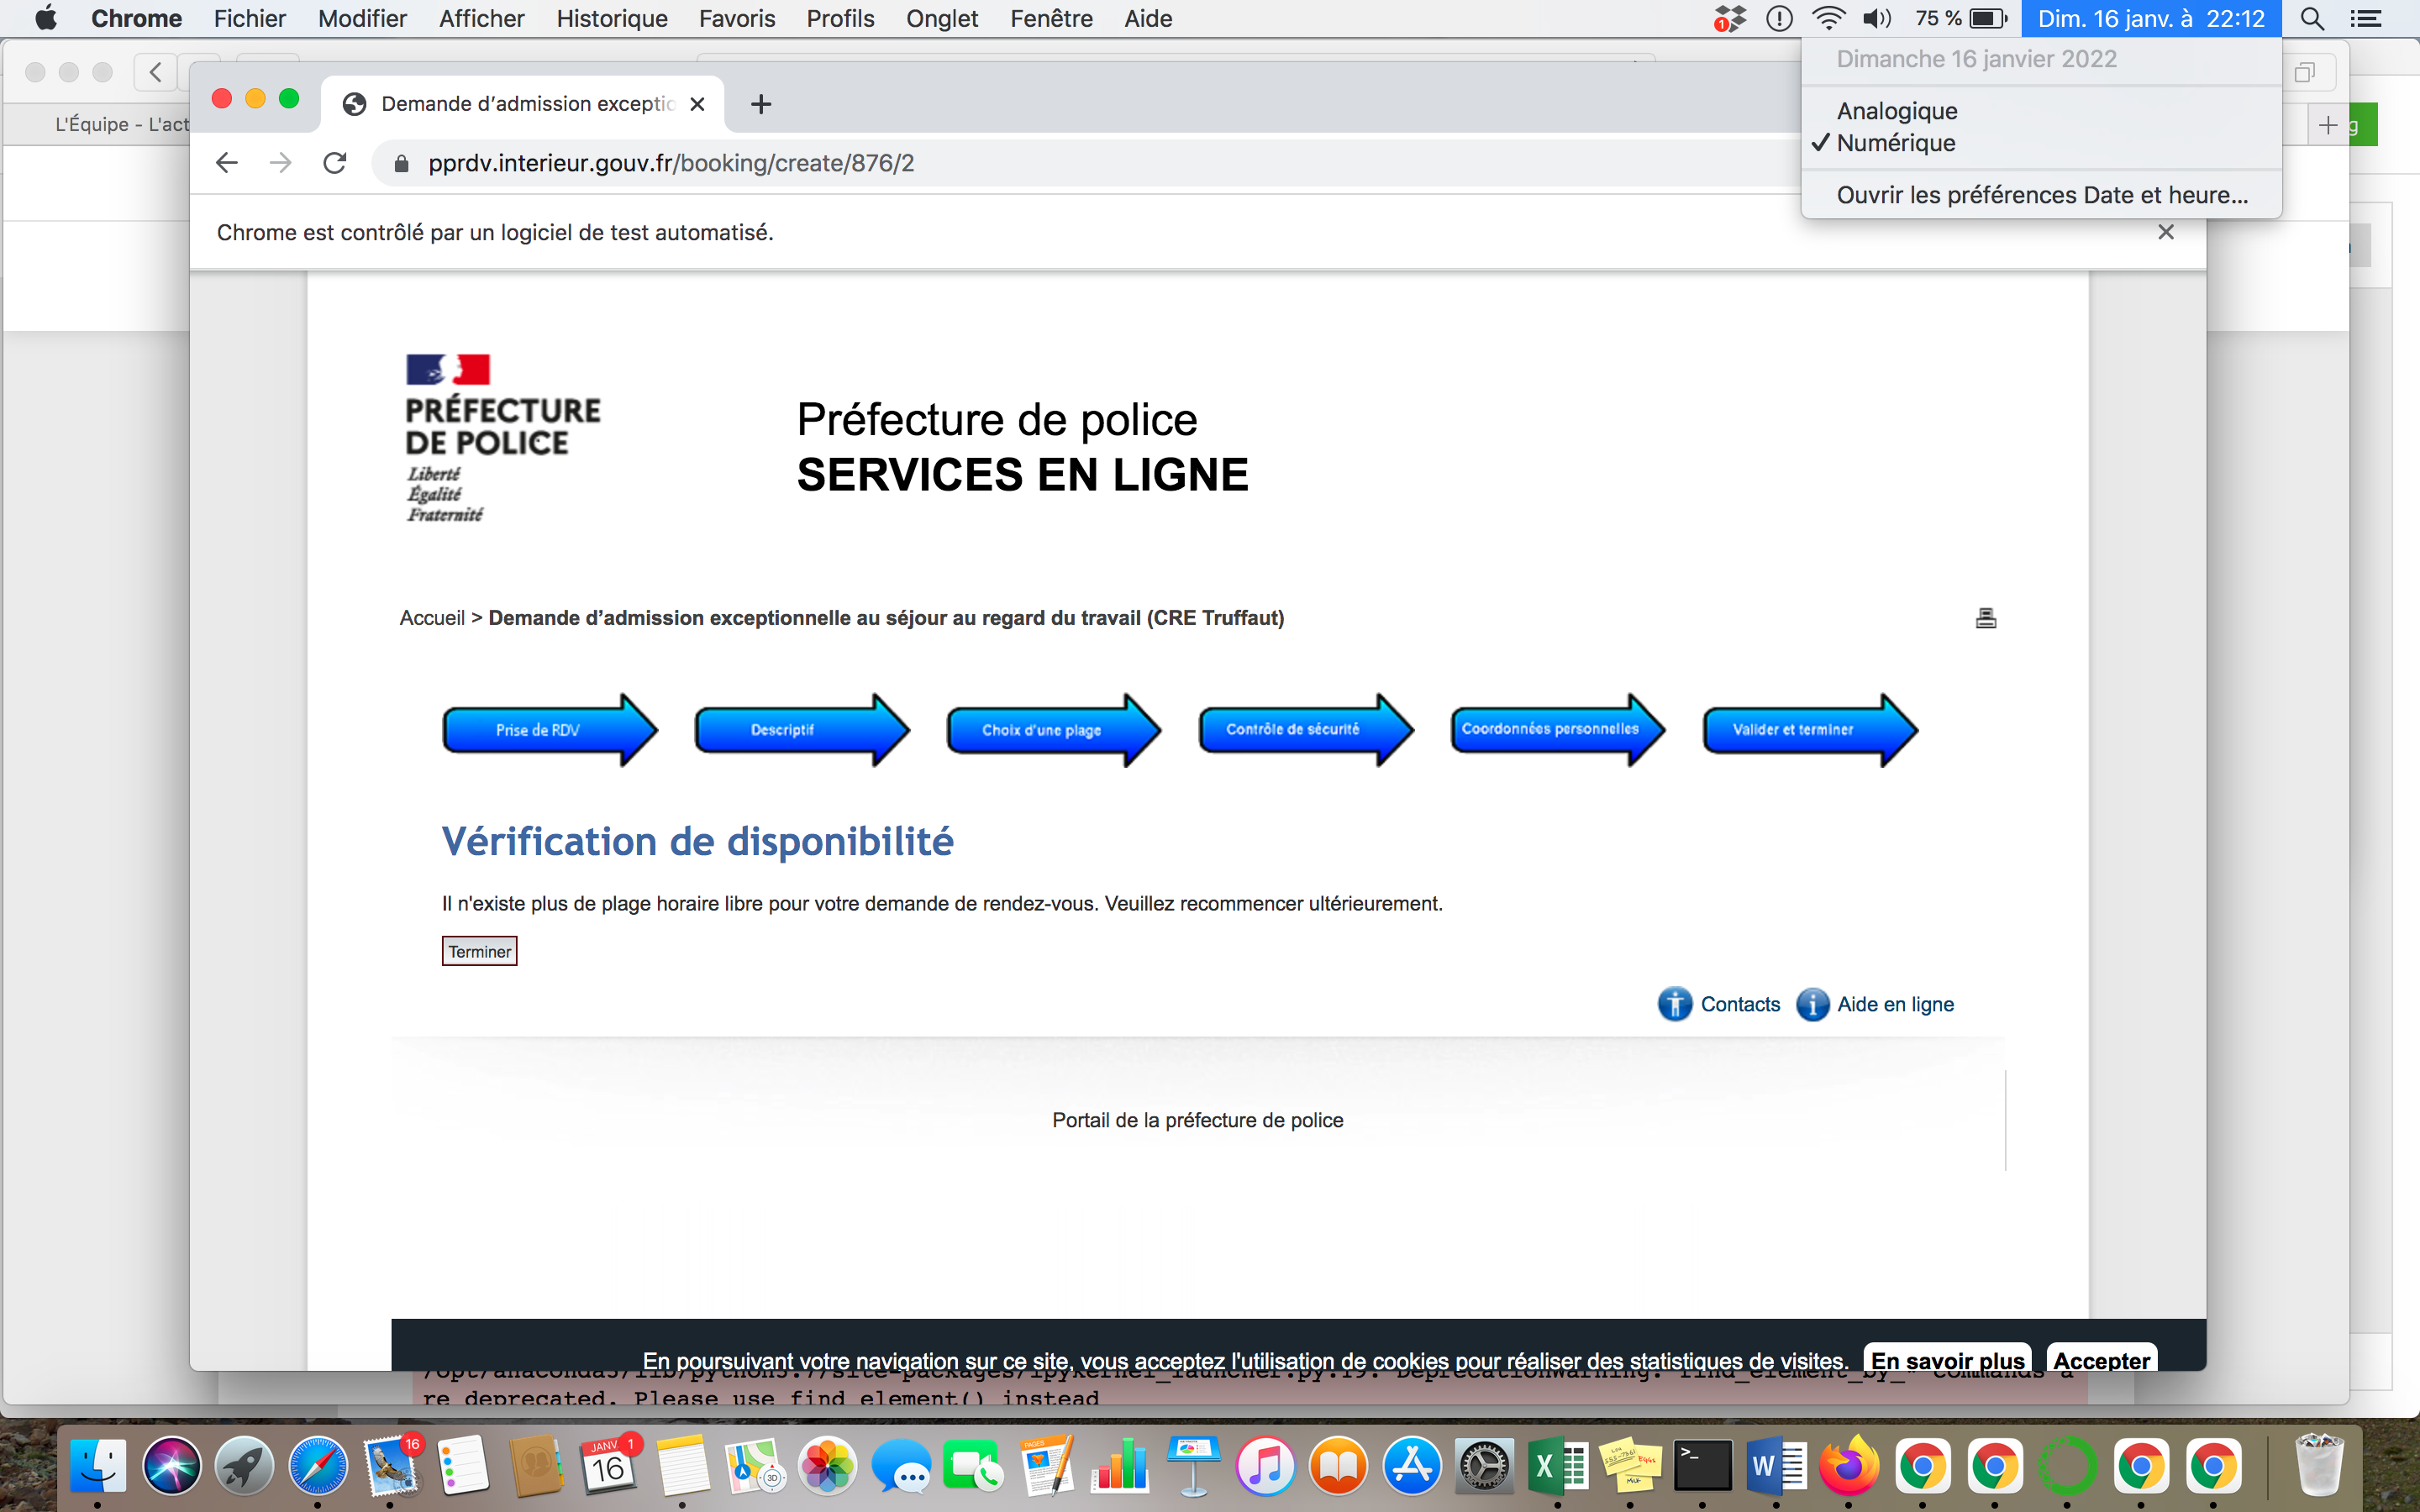 Chrome Fichier Modifier Afficher Historique Favoris Profils Onglet Fenêtre Aide 1 75 % Dim. 16 janv. à 22:12
Dimanche 16 janvier 2022
Analogique
✓ Numérique
Ouvrir les préférences Date et heure...
L'Équipe - L'act
Demande d'admission exceptio
pprdv.interieur.gouv.fr/booking/create/876/2
Chrome est contrôlé par un logiciel de test automatisé.
PRÉFECTURE
DE POLICE
Liberté
Égalité
Fraternité
Préfecture de police
SERVICES EN LIGNE
Accueil > Demande d'admission exceptionnelle au séjour au regard du travail (CRE Truffaut)
Prise de RDV
Descriptif
Choix d'une plage
Contrôle de sécurité
Coordonnées personnelles
Valider et terminer
Vérification de disponibilité
Il n'existe plus de plage horaire libre pour votre demande de rendez-vous. Veuillez recommencer ultérieurement.
Terminer
Contacts
Aide en ligne
Portail de la préfecture de police
En poursuivant votre navigation sur ce site, vous acceptez l'utilisation de cookies pour réaliser des statistiques de visites. En savoir plus Accepter
/opt/anaconda3/lib/python3.7/site-packages/ipykernel_launcher.py:19: DeprecationWarning: find_element_by_* commands a
re deprecated. Please use find_element() instead
16
JANV 1
16
PAGES
3D